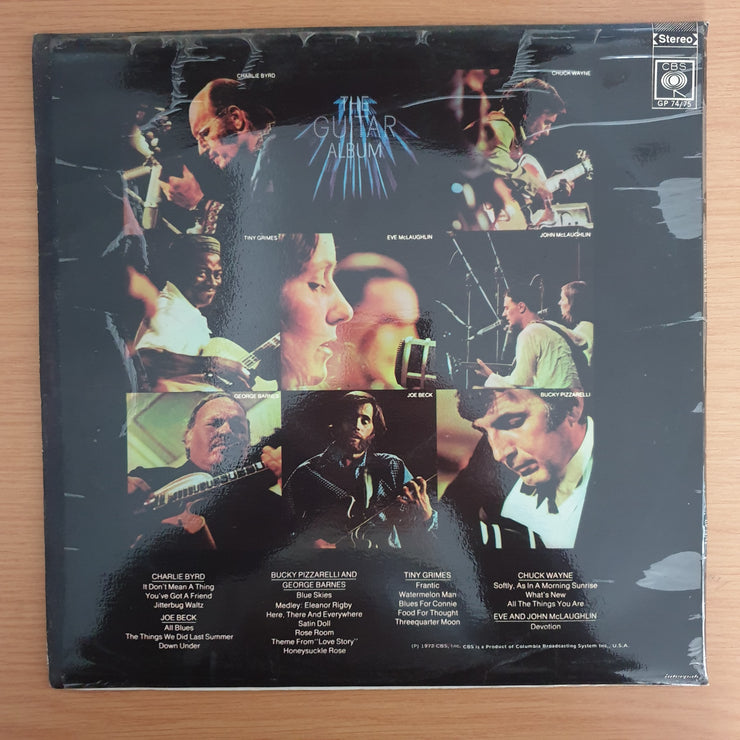 Stereo
CBS
GP 74/75
CHARLIE BYRD
CHUCK WAYNE
THE
GUITAR
ALBUM
TINY GRIMES
EVE McLAUGHLIN
JOHN McLAUGHLIN
GEORGE BARNES
JOE BECK
BUCKY PIZZARELLI
CHARLIE BYRD
It Don't Mean A Thing
You've Got A Friend
Jitterbug Waltz
JOE BECK
All Blues
The Things We Did Last Summer
Down Under
BUCKY PIZZARELLI AND
GEORGE BARNES
Blue Skies
Medley: Eleanor Rigby
Here, There And Everywhere
Satin Doll
Rose Room
Theme From "Love Story"
Honeysuckle Rose
TINY GRIMES
Frantic
Watermelon Man
Blues For Connie
Food For Thought
Threequarter Moon
CHUCK WAYNE
Softly, As In A Morning Sunrise
What's New
All The Things You Are
EVE AND JOHN McLAUGHLIN
Devotion
(P) 1972 CBS, Inc. CBS is a Product of Columbia Broadcasting System Inc., U.S.A.